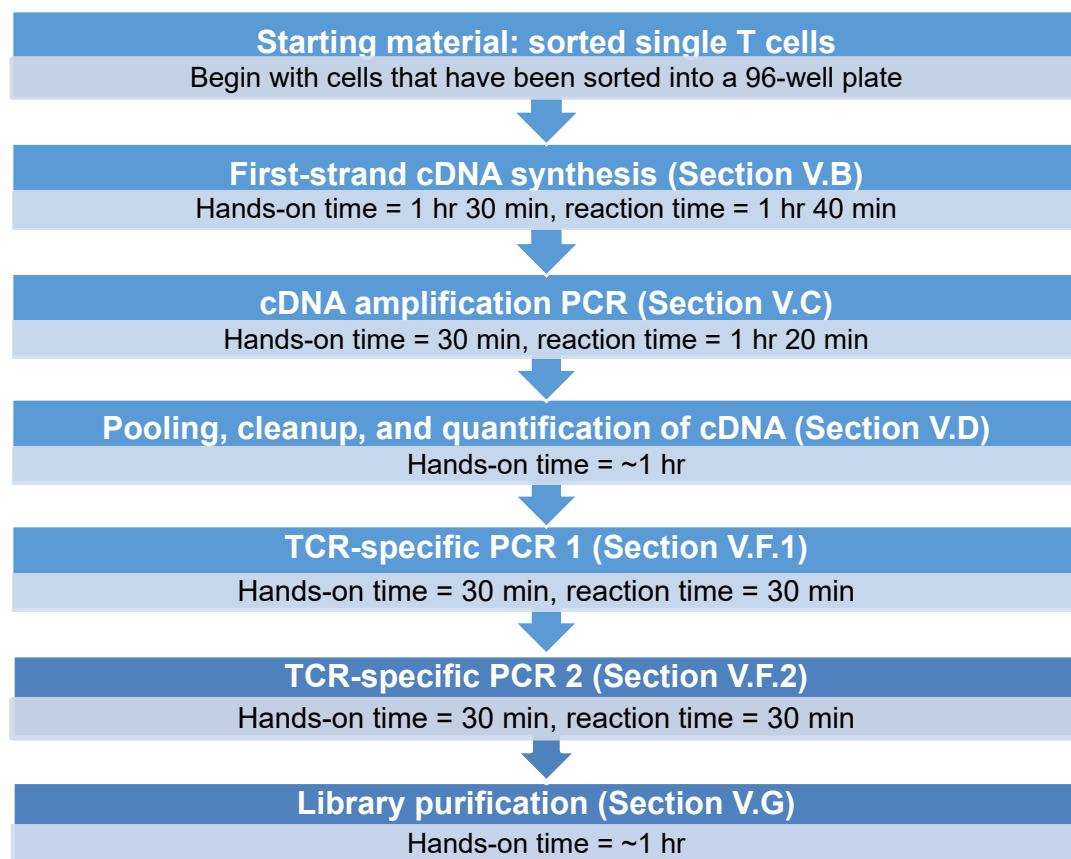 Starting material: sorted single T cells
Begin with cells that have been sorted into a 96-well plate
First-strand cDNA synthesis (Section V.B)
Hands-on time = 1 hr 30 min, reaction time = 1 hr 40 min
cDNA amplification PCR (Section V.C)
Hands-on time = 30 min, reaction time = 1 hr 20 min
Pooling, cleanup, and quantification of cDNA (Section V.D)
Hands-on time = ~1 hr
TCR-specific PCR 1 (Section V.F.1)
Hands-on time = 30 min, reaction time = 30 min
TCR-specific PCR 2 (Section V.F.2)
Hands-on time = 30 min, reaction time = 30 min
Library purification (Section V.G)
Hands-on time = ~1 hr